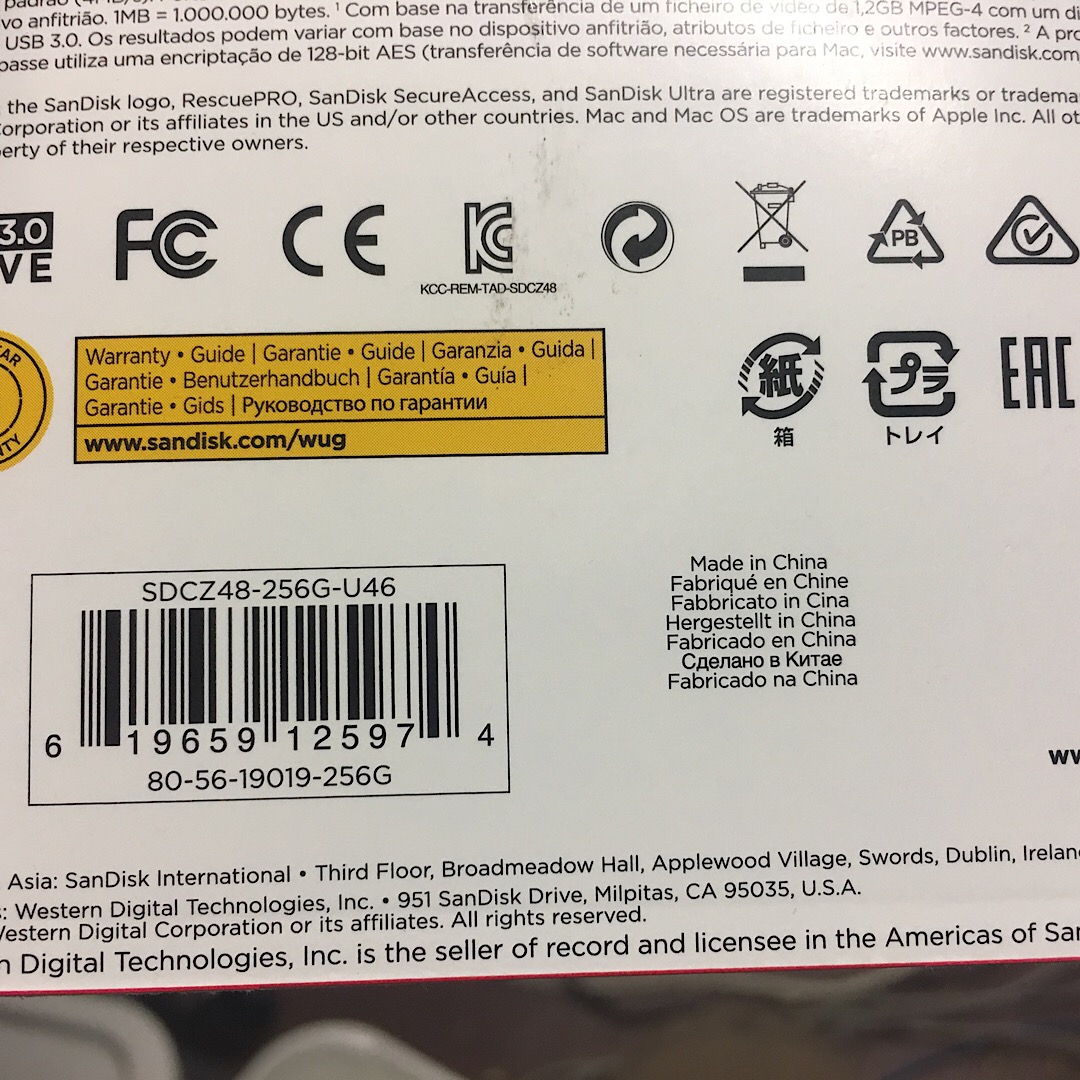 vo anfitrião. 1MB = 1.000.000 bytes. ¹ Com base na transferência de um ficheiro de vídeo de 1,2GB MPEG-4 com um
USB 3.0. Os resultados podem variar com base no dispositivo anfitrião, atributos de ficheiro e outros factores. ² A
passe utiliza uma encriptação de 128-bit AES (transferência de software necessária para Mac, visite www.sandisk.com
the SanDisk logo, RescuePRO, SanDisk SecureAccess, and SanDisk Ultra are registered trademarks or
orporation or its affiliates in the US and/or other countries. Mac and Mac OS are trademarks of Apple Inc. All
erty of their respective owners.
3.0
VE
FC CE KC
KCC-REM-TAD-SDCZ48
PB
Warranty • Guide | Garantie • Guide | Garanzia • Guida |
Garantie • Benutzerhandbuch | Garantía • Guía |
Garantie • Gids | Руководство по гарантии
www.sandisk.com/wug
紙
箱
プラ
トレイ
EAC
SDCZ48-256G-U46
6 19659 12597 4
80-56-19019-256G
Made in China
Fabriqué en Chine
Fabbricato in Cina
Hergestellt in China
Fabricado en China
Сделано в Китае
Fabricado na China
Asia: SanDisk International • Third Floor, Broadmeadow Hall, Applewood Village, Swords, Dublin, Irelan
: Western Digital Technologies, Inc. • 951 SanDisk Drive, Milpitas, CA 95035, U.S.A.
Western Digital Corporation or its affiliates. All rights reserved.
n Digital Technologies, Inc. is the seller of record and licensee in the Americas of